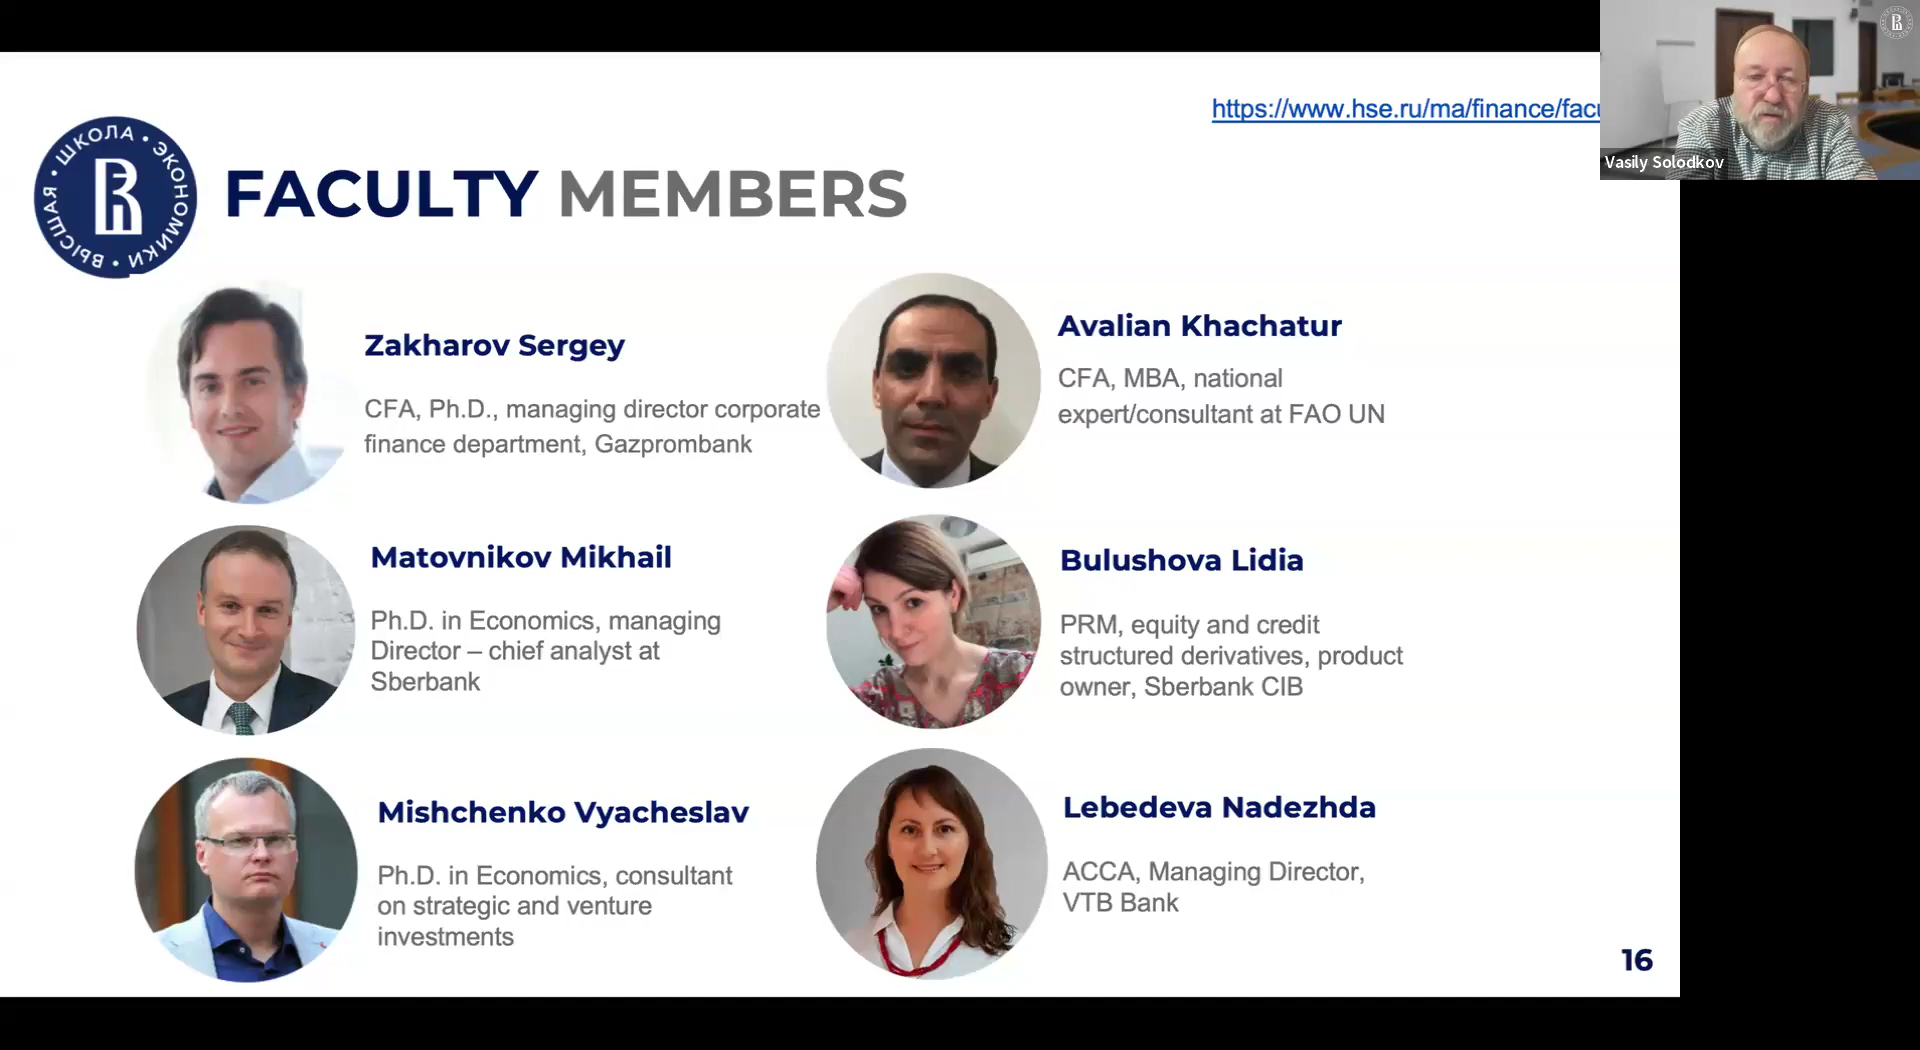 https://www.hse.ru/ma/finance/facu
Vasily Solodkov
ВЫСШАЯ • ШКОЛА • ЭКОНОМИКИ •
FACULTY MEMBERS
Zakharov Sergey
CFA, Ph.D., managing director corporate
finance department, Gazprombank
Avalian Khachatur
CFA, MBA, national
expert/consultant at FAO UN
Matovnikov Mikhail
Ph.D. in Economics, managing
Director – chief analyst at
Sberbank
Bulushova Lidia
PRM, equity and credit
structured derivatives, product
owner, Sberbank CIB
Mishchenko Vyacheslav
Ph.D. in Economics, consultant
on strategic and venture
investments
Lebedeva Nadezhda
ACCA, Managing Director,
VTB Bank
16